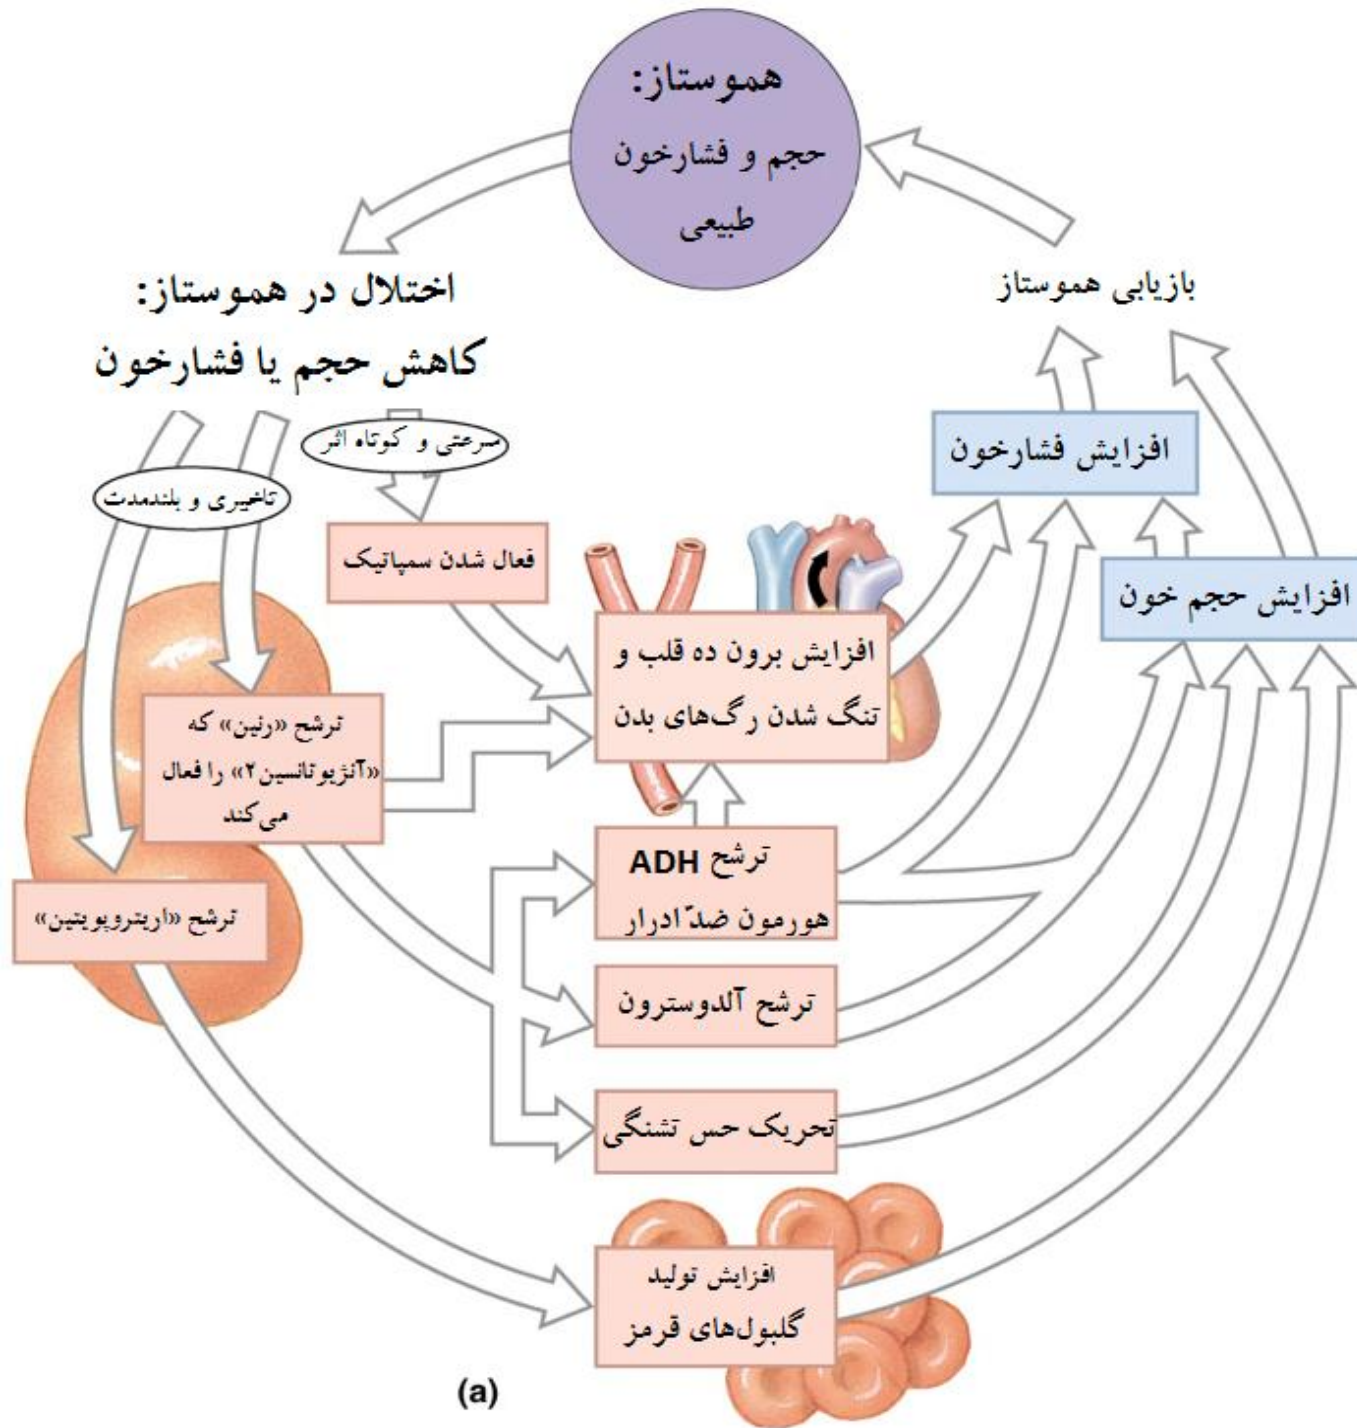 هموستاز:
حجم و فشارخون
طبیعی
بازیابی هموستاز
اختلال در هموستاز:
کاهش حجم یا فشارخون
سرعتی و کوتاه اثر
تاخیری و بلندمدت
افزایش فشارخون
افزایش حجم خون
فعال شدن سمپاتیک
افزایش برون ده قلب و
تنگ شدن رگ‌های بدن
ترشح «رنین» که
«آنژیوتانسین۲» را فعال
می‌کند
ترشح ADH
هورمون ضدّ ادرار
ترشح «اریتروپویتین»
ترشح آلدوسترون
تحریک حس تشنگی
افزایش تولید
گلبول‌های قرمز
(a)